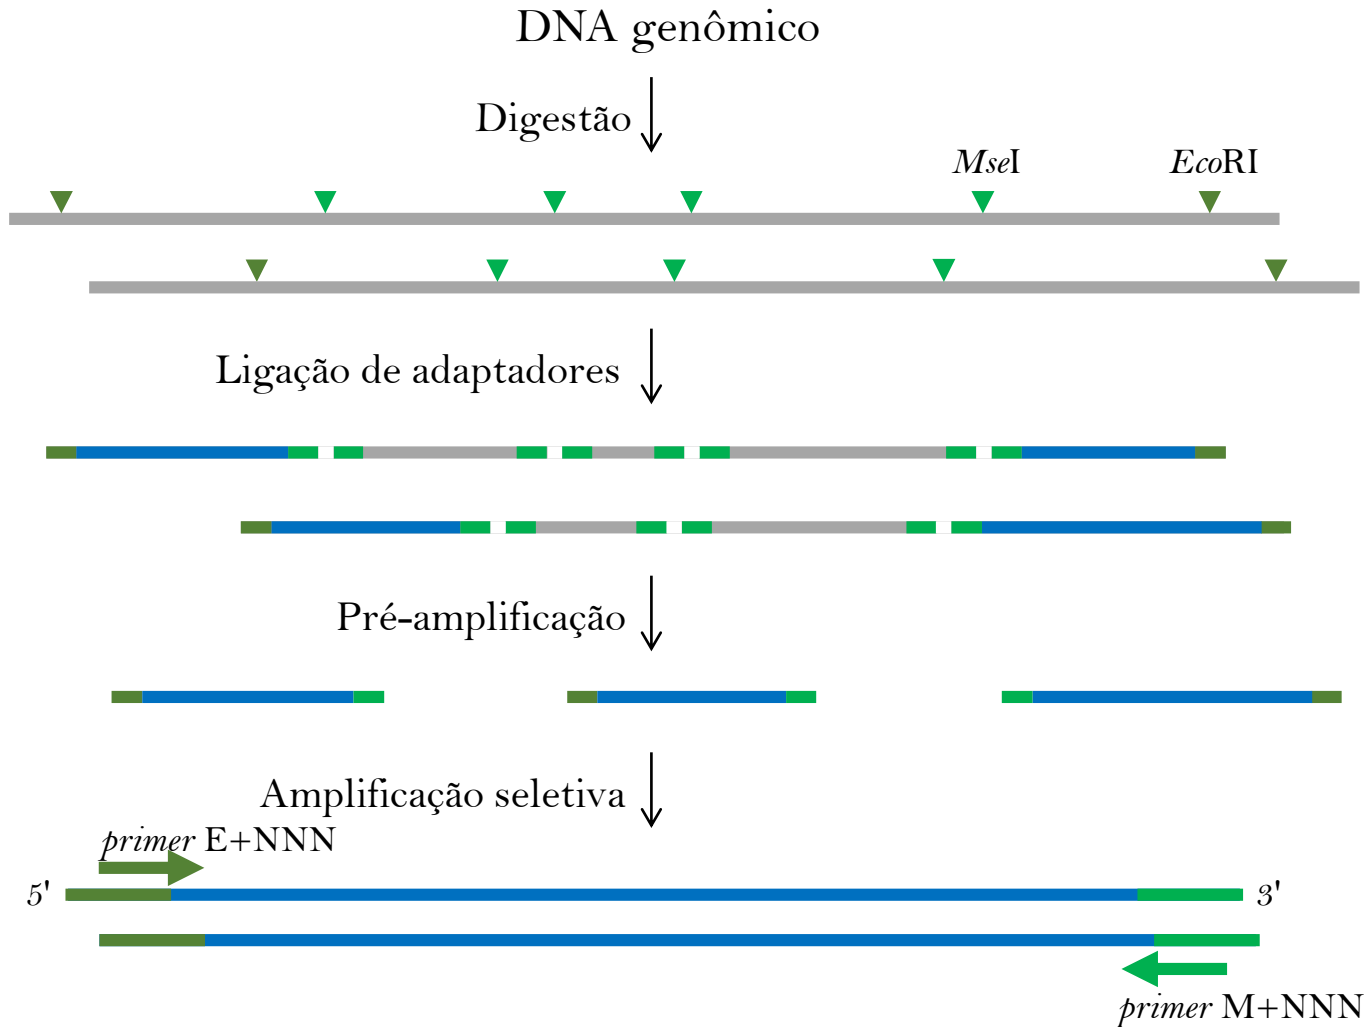 DNA genômico
Digestão
MseI
EcoRI
Ligação de adaptadores
Pré-amplificação
Amplificação seletiva
primer E+NNN
5'
3'
primer M+NNN